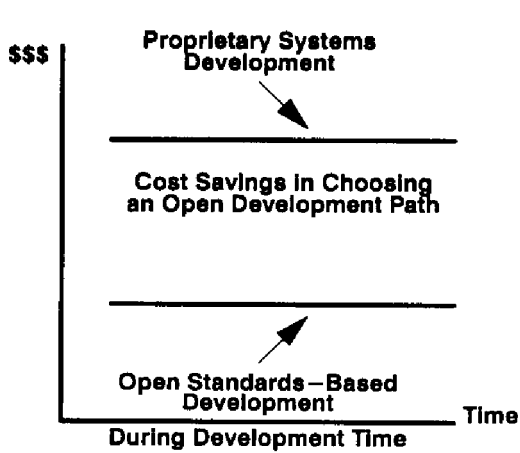 Proprietary Systems
Development
$$$
Cost Savings in Choosing
an Open Development Path
Open Standards-Based
Development
Time
During Development Time